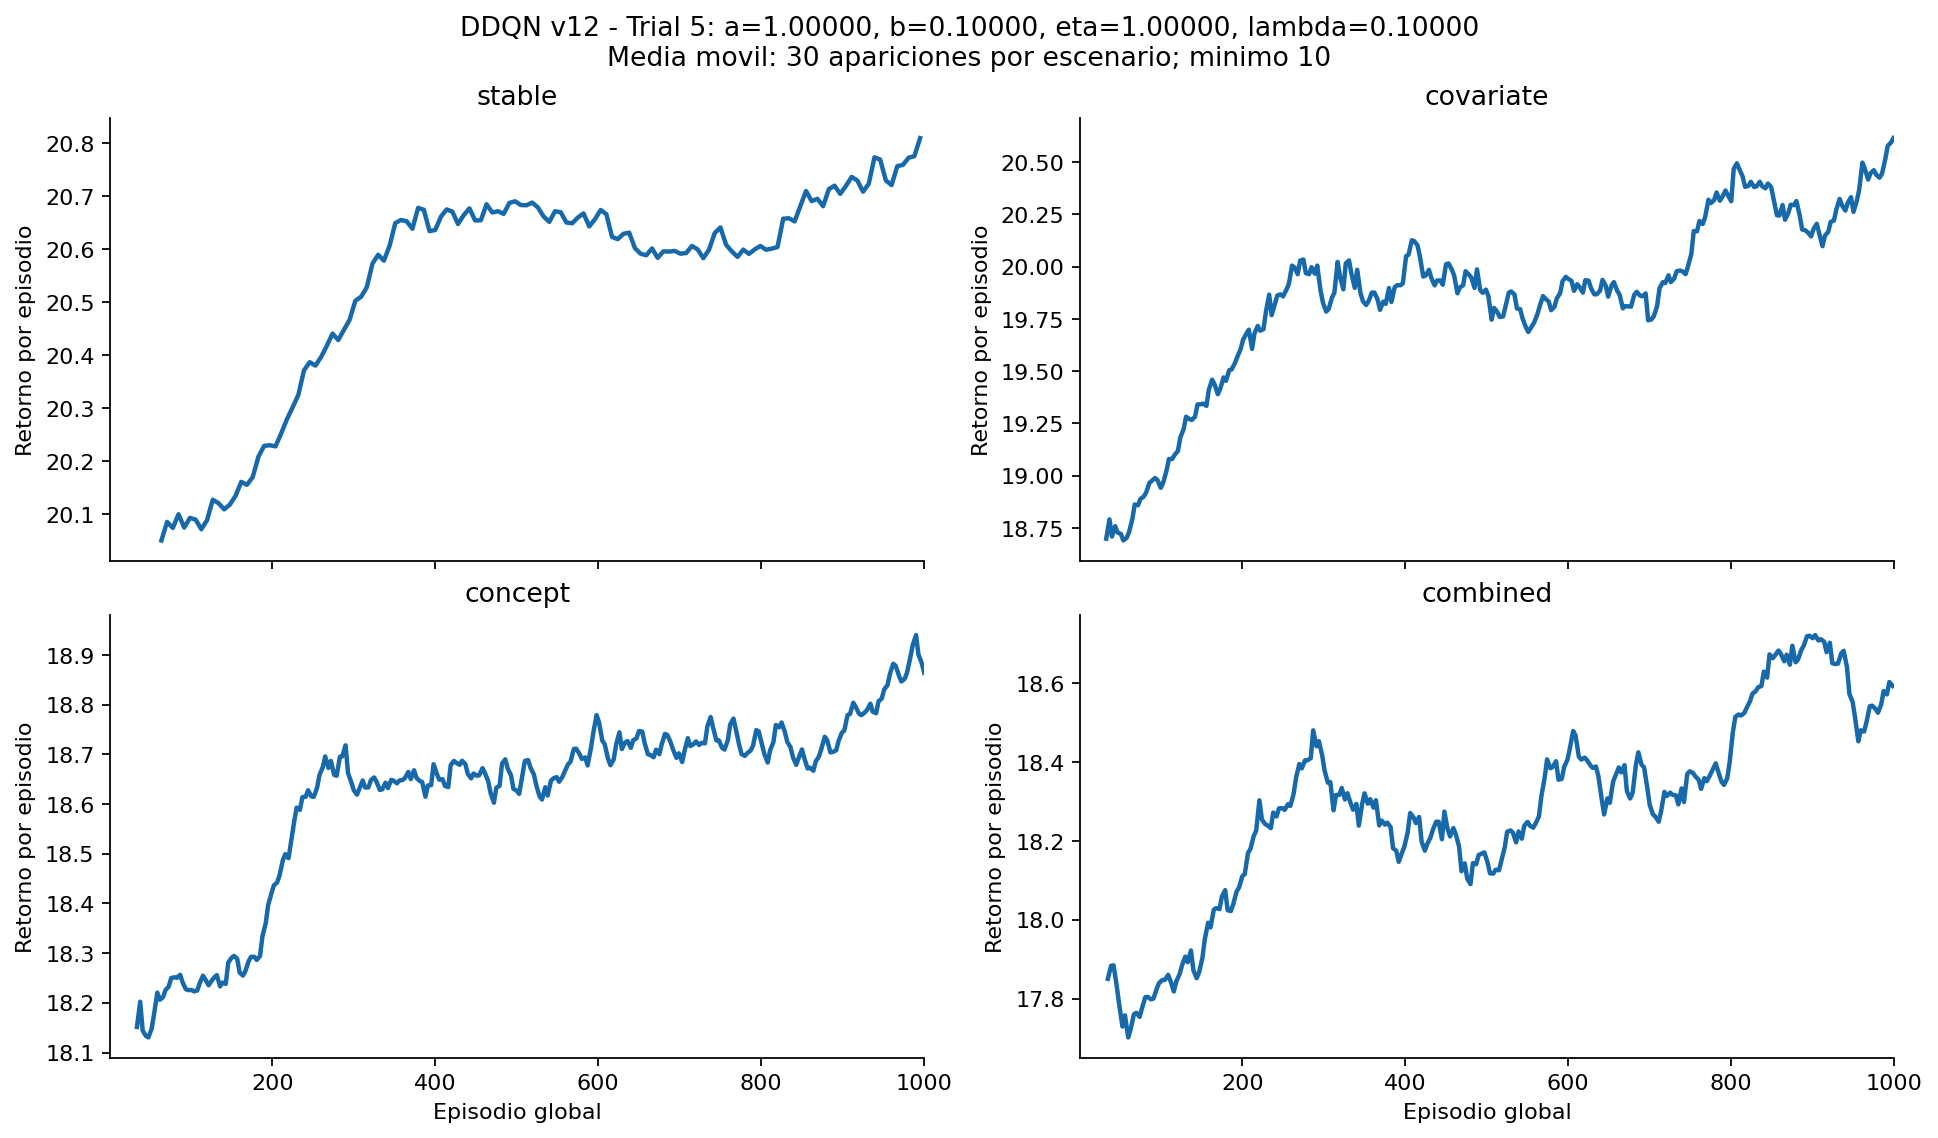 DDQN v12 - Trial 5: a=1.00000, b=0.10000, eta=1.00000, lambda=0.10000
Media movil: 30 apariciones por escenario; minimo 10
stable
Retorno por episodio
20.8
20.7
20.6
20.5
20.4
20.3
20.2
20.1
covariate
Retorno por episodio
20.50
20.25
20.00
19.75
19.50
19.25
19.00
18.75
concept
Retorno por episodio
18.9
18.8
18.7
18.6
18.5
18.4
18.3
18.2
18.1
200 400 600 800 1000
Episodio global
combined
Retorno por episodio
18.6
18.4
18.2
18.0
17.8
200 400 600 800 1000
Episodio global